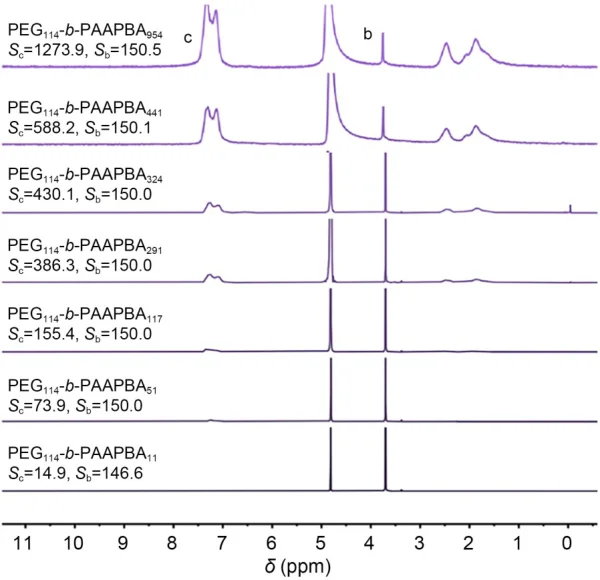 PEG₁₁₄-b-PAAPBA₉₅₄
c
b
Sc=1273.9, Sb=150.5
PEG₁₁₄-b-PAAPBA₄₄₁
Sc=588.2, Sb=150.1
PEG₁₁₄-b-PAAPBA₃₂₄
Sc=430.1, Sb=150.0
PEG₁₁₄-b-PAAPBA₂₉₁
Sc=386.3, Sb=150.0
PEG₁₁₄-b-PAAPBA₁₁₇
Sc=155.4, Sb=150.0
PEG₁₁₄-b-PAAPBA₅₁
Sc=73.9, Sb=150.0
PEG₁₁₄-b-PAAPBA₁₁
Sc=14.9, Sb=146.6
11 10 9 8 7 6 5 4 3 2 1 0
δ (ppm)